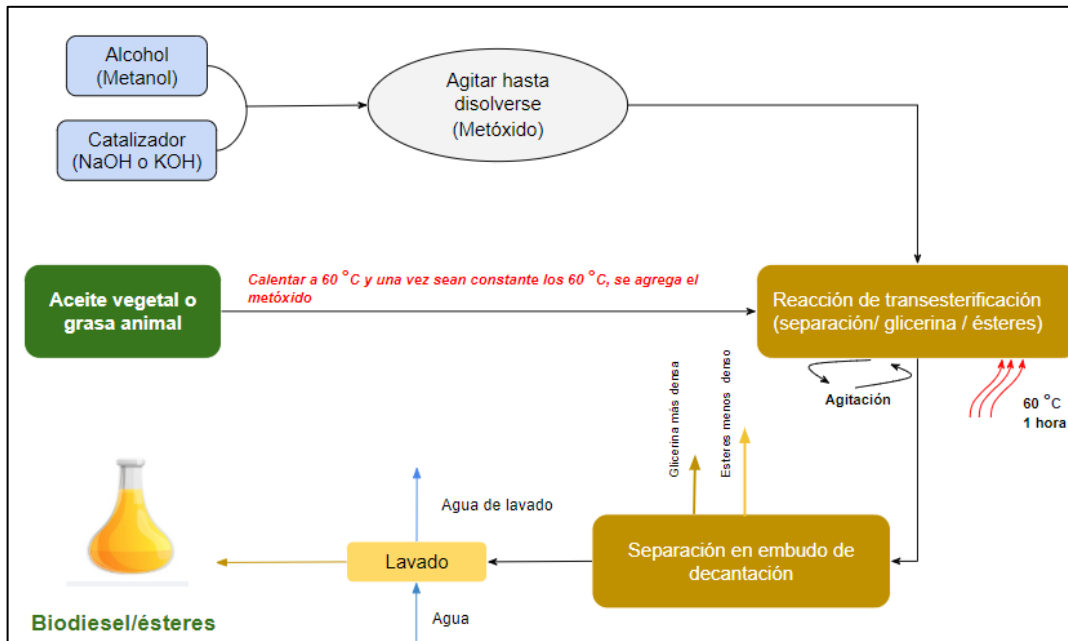 Alcohol
(Metanol)
Catalizador
(NaOH o KOH)
Agitar hasta
disolverse
(Metóxido)
Calentar a 60 °C y una vez sean constante los 60 °C, se agrega el
metóxido
Aceite vegetal o
grasa animal
Reacción de transesterificación
(separación/ glicerina / ésteres)
Agitación
60 °C
1 hora
Glicerina más densa
Esteres menos denso
Separación en embudo de
decantación
Agua de lavado
Lavado
Agua
Biodiesel/ésteres